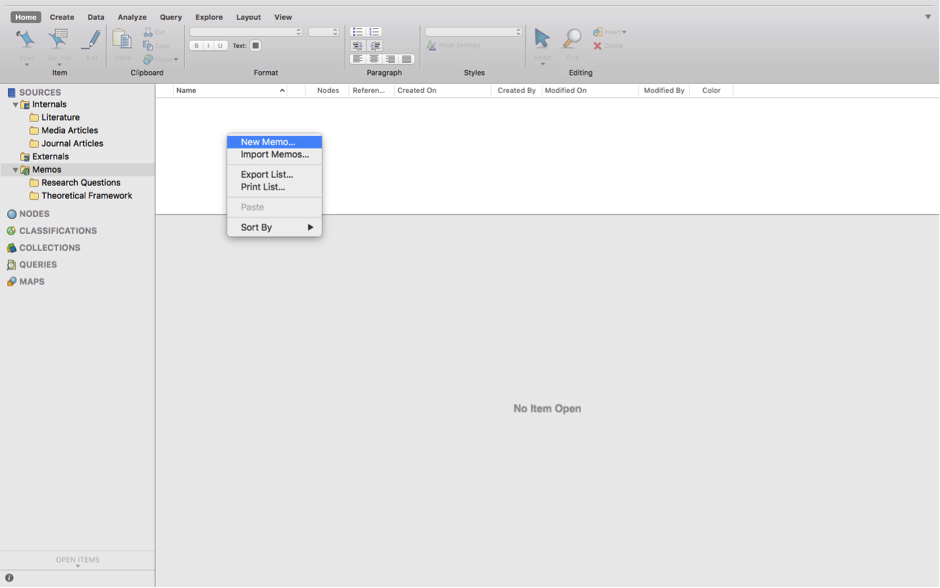 Home Create Data Analyze Query Explore Layout View
Open Get Info Edit Paste Cut Copy Merge B I U Text: Reset Settings Select Find Insert Delete
Item Clipboard Format Paragraph Styles Editing
SOURCES
Internals
Literature
Media Articles
Journal Articles
Externals
Memos
Research Questions
Theoretical Framework
NODES
CLASSIFICATIONS
COLLECTIONS
QUERIES
MAPS
OPEN ITEMS
Name Nodes Referen... Created On Created By Modified On Modified By Color
New Memo...
Import Memos...
Export List...
Print List...
Paste
Sort By
No Item Open